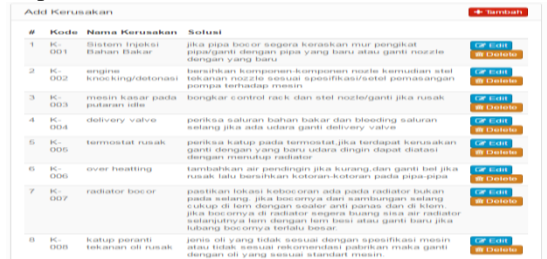 Add Kerusakan
Tambah
# Kode Nama Kerusakan Solusi
1 K-001 Sistem Injeksi Bahan Bakar jika pipa bocor segera keraskan mur pengikat
pipa/ganti dengan pipa yang baru atau ganti nozzle
dengan yang baru
Edit
Delete
2 K-002 engine knocking/detonasi bersihkan komponen-komponen nozle kemudian stel
tekanan nozzle sesuai spesifikasi/setel pemasangan
pompa terhadap mesin
Edit
Delete
3 K-003 mesin kasar pada putaran idle bongkar control rack dan stel nozle/ganti jika rusak
Edit
Delete
4 K-004 delivery valve periksa saluran bahan bakar dan bleeding saluran
selang jika ada udara ganti delivery valve
Edit
Delete
5 K-005 termostat rusak periksa katup pada termostat,jika terdapat kerusakan
ganti dengan yang baru udara dingin dapat diatasi
dengan menutup radiator
Edit
Delete
6 K-006 over heatting tambahkan air pendingin jika kurang,dan ganti bel jika
rusak lalu bersihkan kotoran-kotoran pada pipa-pipa
Edit
Delete
7 K-007 radiator bocor pastikan lokasi kebocoran ada pada radiator bukan
pada selang. jika bocornya dan sambungan selang
cukup di lem dengan sealer anti panas dan di klem.
jika bocornya di radiator segera buang sisa air radiator
selanjutnya lem dengan lem besi atau ganti baru jika
lubang bocornya terlalu besar.
Edit
Delete
8 K-008 katup peranti tekanan oli rusak jenis oli yang tidak sesuai dengan spesifikasi mesin
atau tidak sesuai rekomendasi pabrikan maka ganti
dengan oli yang sesuai standart mesin.
Edit
Delete